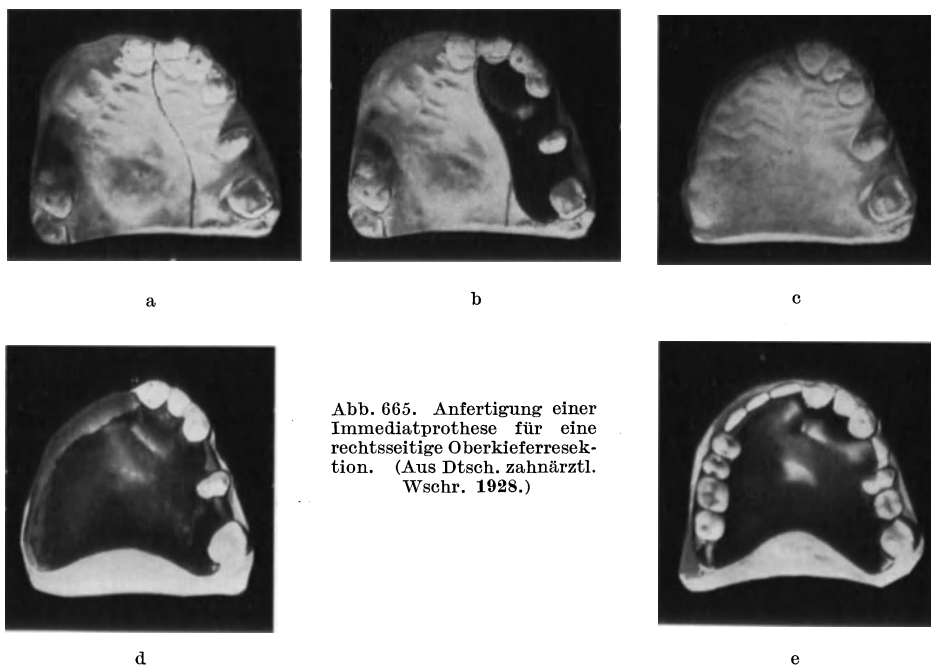 a
b
c
Abb. 665. Anfertigung einer
Immediatprothese für eine
rechtsseitige Oberkieferresek-
tion. (Aus Dtsch. zahnärztl.
Wschr. 1928.)
d
e